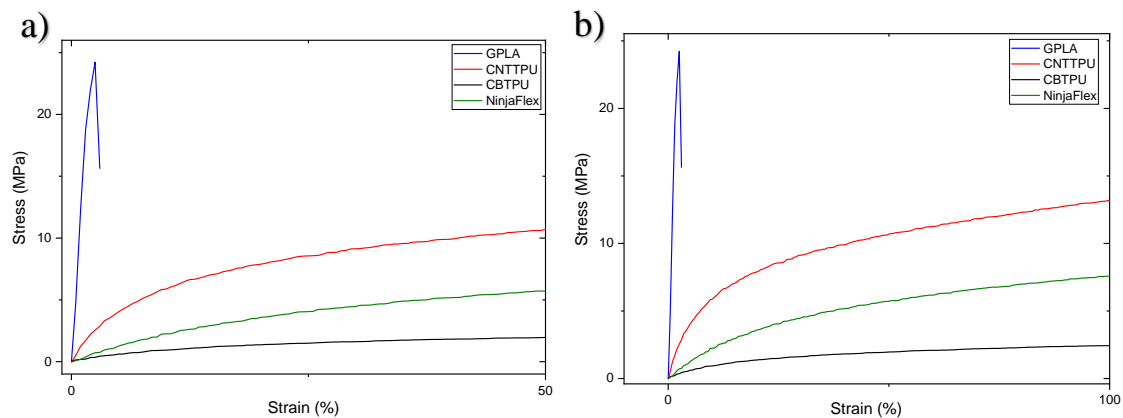 a)
GPLA
CNTTPU
CBTPU
NinjaFlex
20
10
0
Stress (MPa)
0
50
Strain (%)
b)
GPLA
CNTTPU
CBTPU
NinjaFlex
20
10
0
Stress (MPa)
0
100
Strain (%)